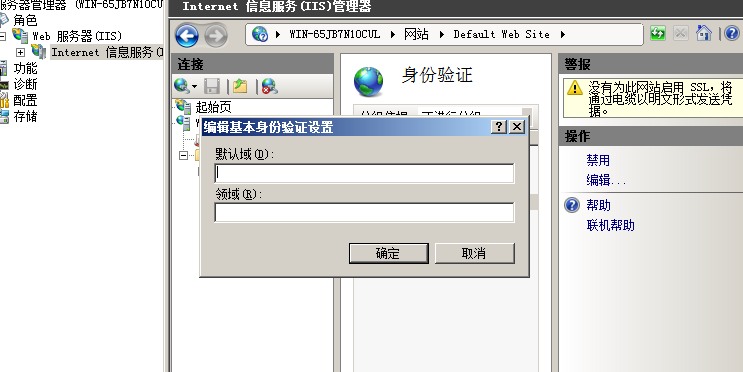 服务器管理器 (WIN-65JB7N1OCUL)
角色
Web 服务器(IIS)
Internet 信息服务(I
功能
诊断
配置
存储
Internet 信息服务(IIS)管理器
WIN-65JB7N1OCUL
网站
Default Web Site
连接
起始页
身份验证
编辑基本身份验证设置
默认域(D):
领域(R):
确定
取消
警报
没有为此网站启用 SSL，将
通过电缆以明文形式发送凭
据。
操作
禁用
编辑...
帮助
联机帮助